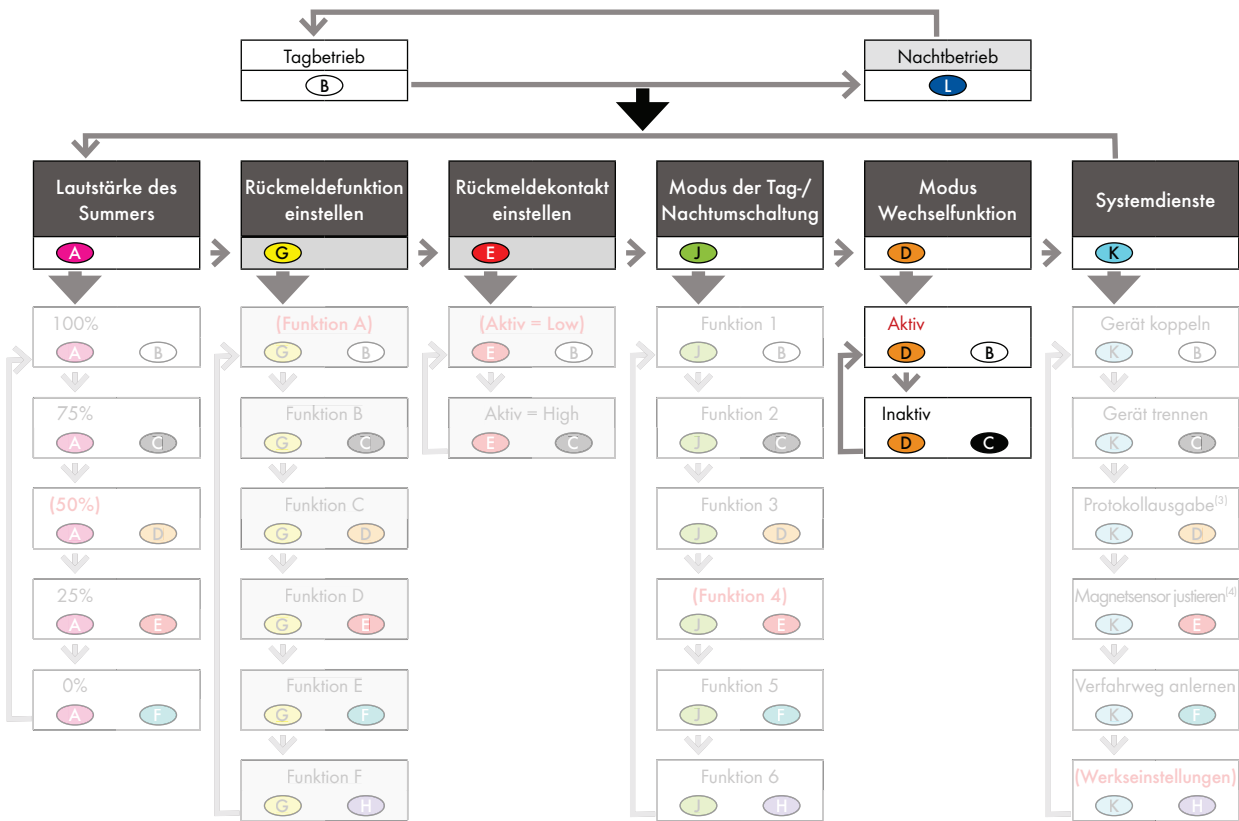 Tagbetrieb
B
Nachtbetrieb
L
Lautstärke des
Summers
A
Rückmeldefunktion
einstellen
G
Rückmeldekontakt
einstellen
E
Modus der Tag-/
Nachtumschaltung
J
Modus
Wechselfunktion
D
Systemdienste
K
100%
A B
75%
A C
(50%)
A D
25%
A E
0%
A F
(Funktion A)
G B
Funktion B
G C
Funktion C
G D
Funktion D
G E
Funktion E
G F
Funktion F
G H
(Aktiv = Low)
E B
Aktiv = High
E C
Funktion 1
J B
Funktion 2
J C
Funktion 3
J D
(Funktion 4)
J E
Funktion 5
J F
Funktion 6
J H
Aktiv
D B
Inaktiv
D C
Gerät koppeln
K B
Gerät trennen
K C
Protokollausgabe(3)
K D
Magnetsensor justieren(4)
K E
Verfahrweg anlernen
K F
(Werkseinstellungen)
K H